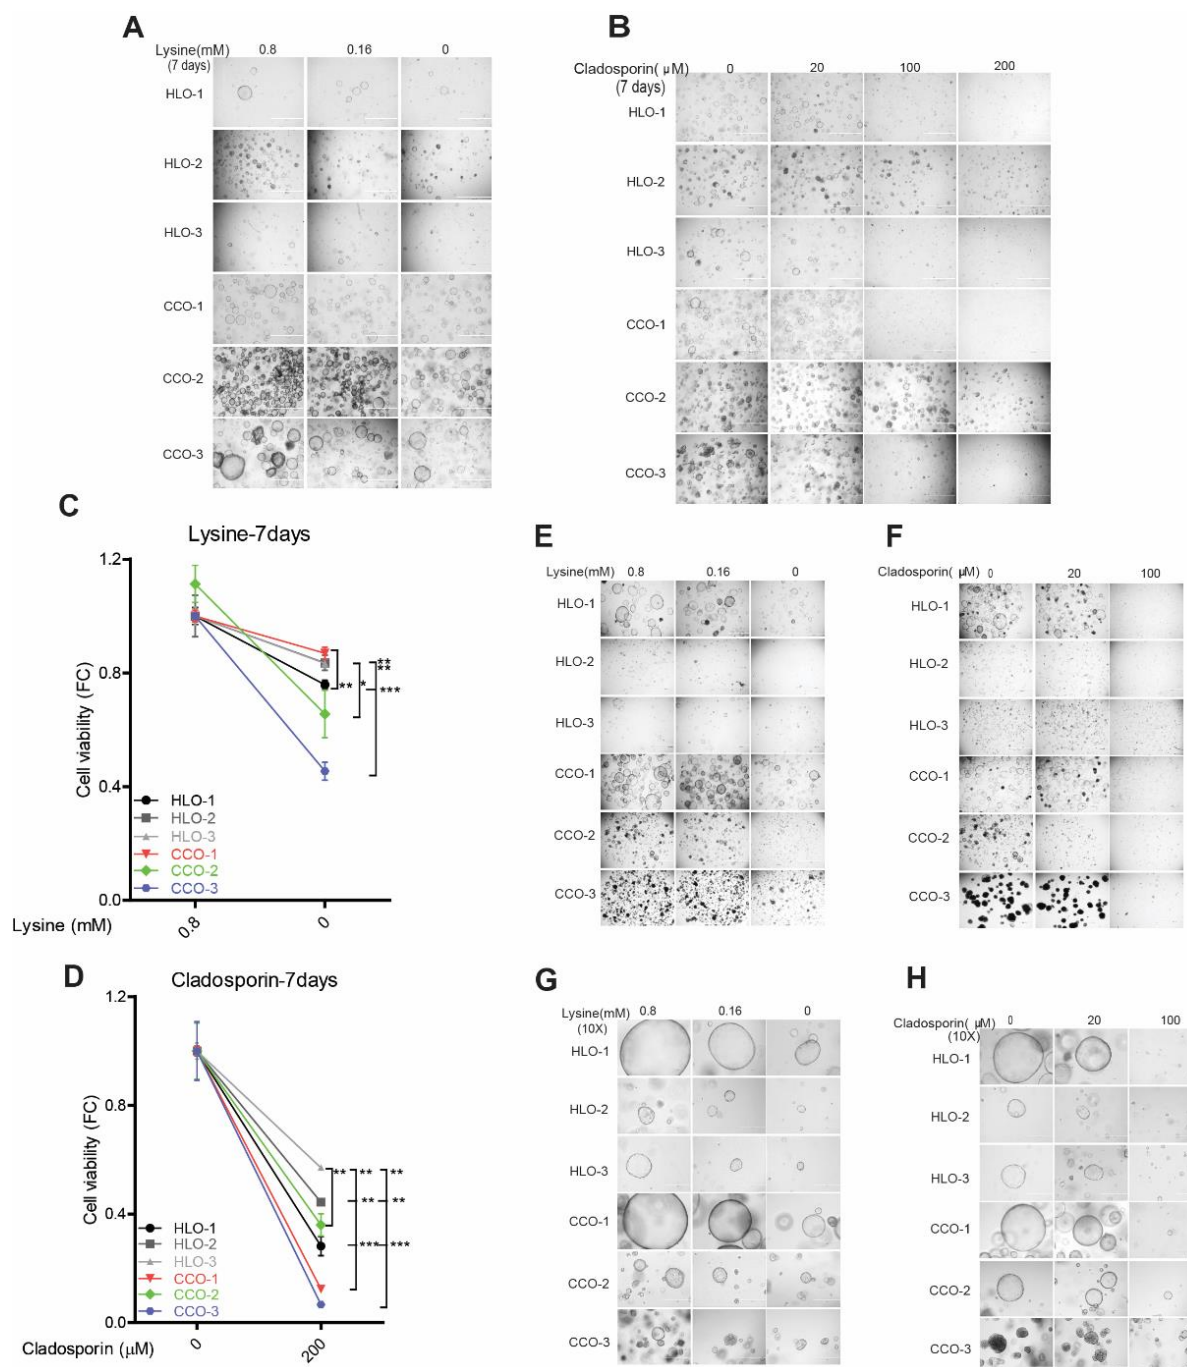 A
Lysine(mM) 0.8 0.16 0
(7 days)
HLO-1
HLO-2
HLO-3
CCO-1
CCO-2
CCO-3
B
Cladosporin( μM) 0 20 100 200
(7 days)
HLO-1
HLO-2
HLO-3
CCO-1
CCO-2
CCO-3
C
Lysine-7days
Cell viability (FC)
1.2
0.8
0.4
0.0
** * ** ** ***
HLO-1
HLO-2
HLO-3
CCO-1
CCO-2
CCO-3
Lysine (mM) 0.8 0
D
Cladosporin-7days
Cell viability (FC)
1.2
0.8
0.4
0.0
** ** **
** **
*** ***
HLO-1
HLO-2
HLO-3
CCO-1
CCO-2
CCO-3
Cladosporin (μM) 0 200
E
Lysine(mM) 0.8 0.16 0
HLO-1
HLO-2
HLO-3
CCO-1
CCO-2
CCO-3
F
Cladosporin( μM) 0 20 100
HLO-1
HLO-2
HLO-3
CCO-1
CCO-2
CCO-3
G
Lysine(mM) 0.8 0.16 0
(10X)
HLO-1
HLO-2
HLO-3
CCO-1
CCO-2
CCO-3
H
Cladosporin( μM) 0 20 100
(10X)
HLO-1
HLO-2
HLO-3
CCO-1
CCO-2
CCO-3